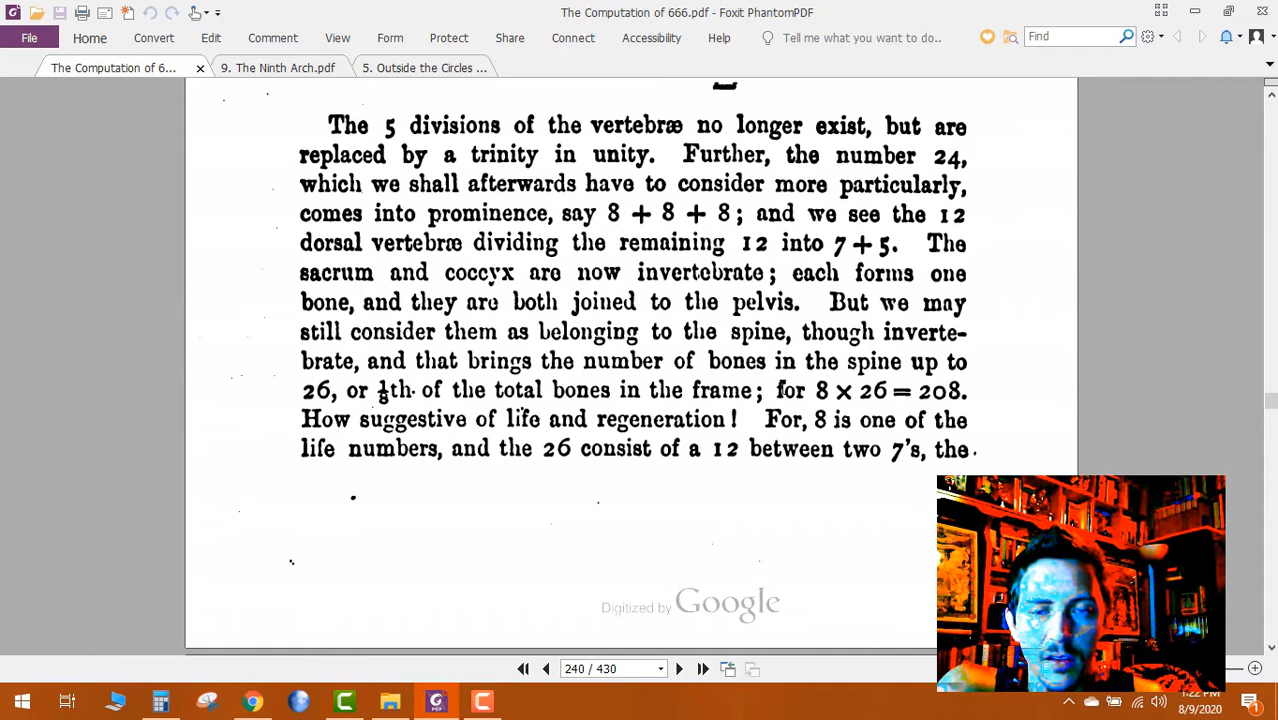 The Computation of 666.pdf - Foxit PhantomPDF
File Home Convert Edit Comment View Form Protect Share Connect Accessibility Help Tell me what you want to do.. Find
The Computation of 6... 9. The Ninth Arch.pdf 5. Outside the Circles ...
The 5 divisions of the vertebræ no longer exist, but are
replaced by a trinity in unity. Further, the number 24,
which we shall afterwards have to consider more particularly,
comes into prominence, say 8 + 8 + 8; and we see the 12
dorsal vertebræ dividing the remaining 12 into 7 + 5. The
sacrum and coccyx are now invertebrate; each forms one
bone, and they are both joined to the pelvis. But we may
still consider them as belonging to the spine, though inverte-
brate, and that brings the number of bones in the spine up to
26, or ⅛th of the total bones in the frame; for 8 × 26 = 208.
How suggestive of life and regeneration! For, 8 is one of the
life numbers, and the 26 consist of a 12 between two 7's, the
Digitized by Google
240 / 430
1:22 PM
8/9/2020